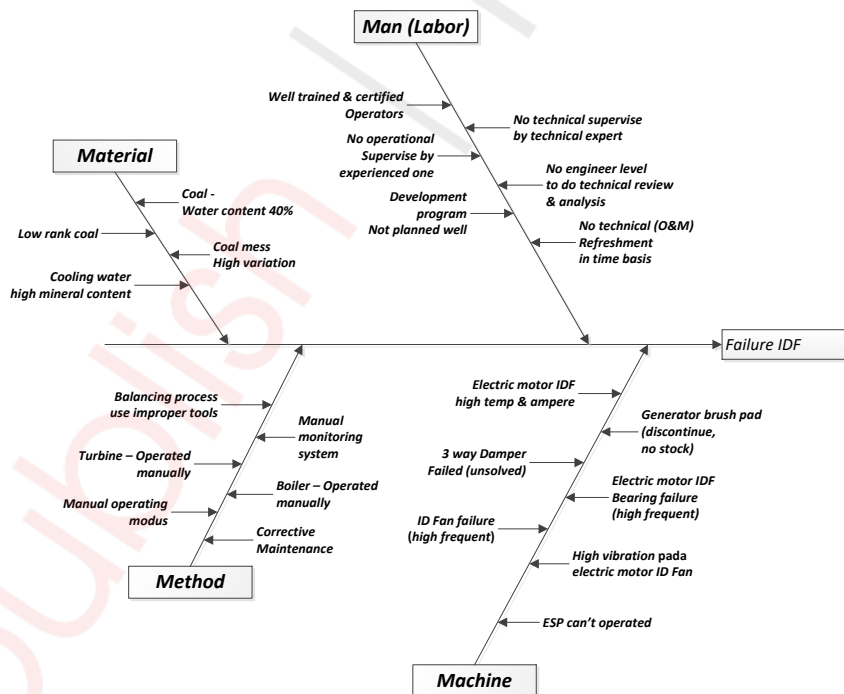 Man (Labor)
Well trained & certified
Operators
No technical supervise
by technical expert
No operational
Supervise by
experienced one
No engineer level
to do technical review
& analysis
Development
program
Not planned well
No technical (O&M)
Refreshment
in time basis
Material
Coal -
Water content 40%
Low rank coal
Coal mess
High variation
Cooling water
high mineral content
Failure IDF
Balancing process
use improper tools
Manual
monitoring
system
Turbine – Operated
manually
Boiler – Operated
manually
Manual operating
modus
Corrective
Maintenance
Method
Electric motor IDF
high temp & ampere
Generator brush pad
(discontinue,
no stock)
3 way Damper
Failed (unsolved)
Electric motor IDF
Bearing failure
(high frequent)
ID Fan failure
(high frequent)
High vibration pada
electric motor ID Fan
ESP can’t operated
Machine
ublish